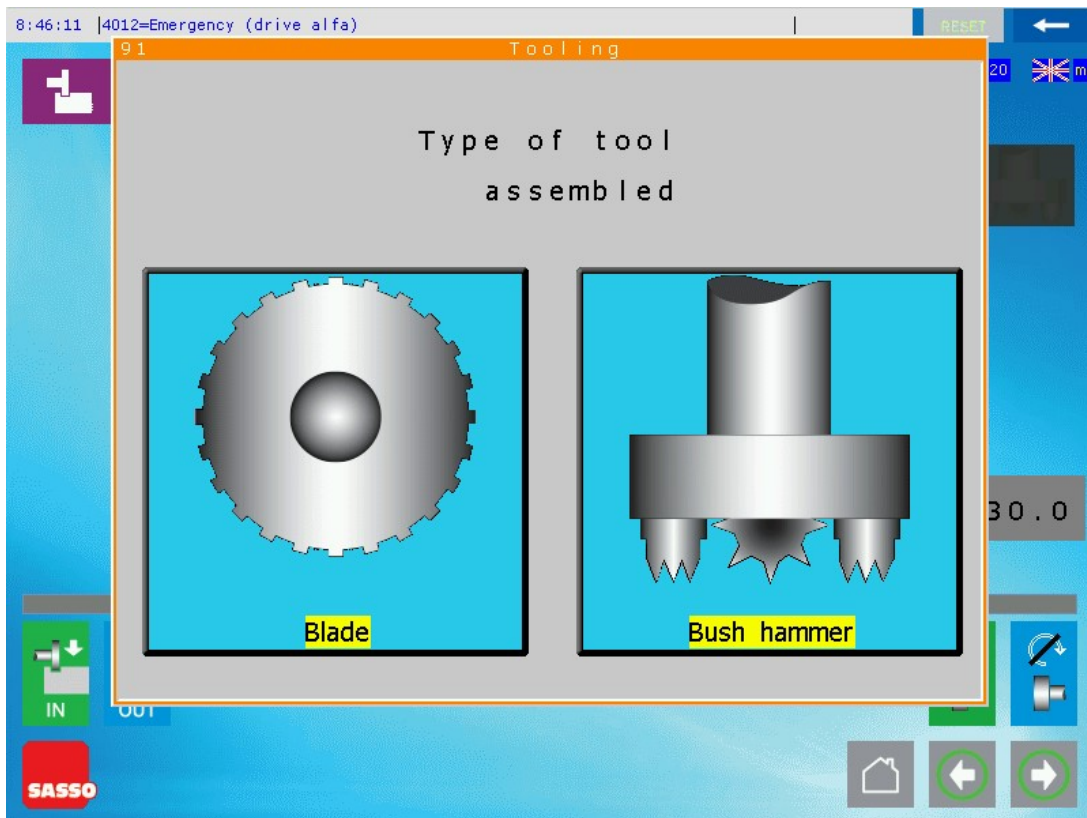 8:46:11 4012=Emergency (drive alfa)
RESET
91 Tooling
20
m
Type of tool
assembled
30.0
Blade
Bush hammer
IN
OUT
SASSO